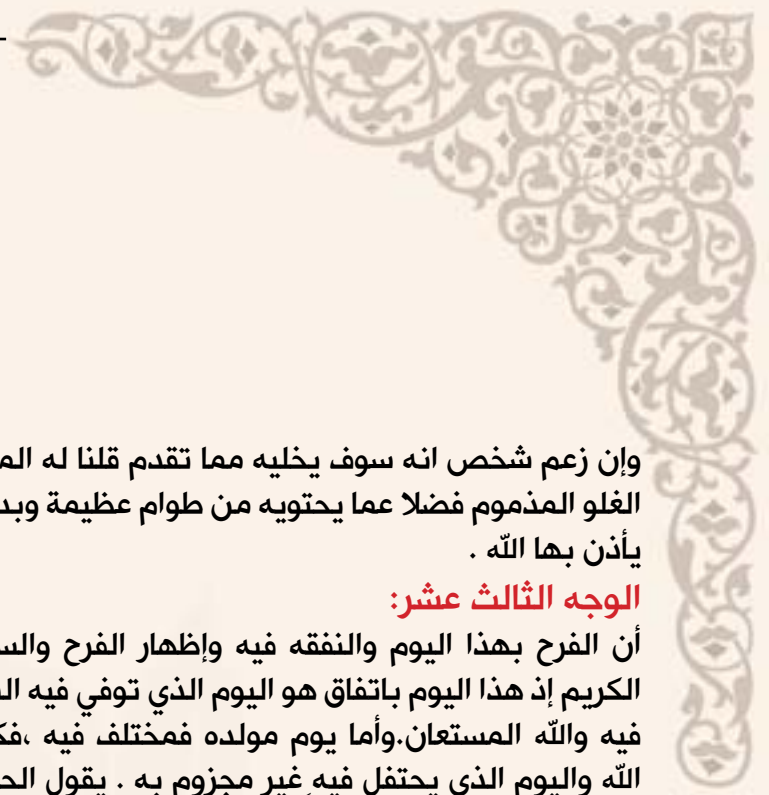 وإن زعم شخص انه سوف يخليه مما تقدم قلنا له
الغلو المذموم فضلا عما يحتويه من طوام عظيمة
يأذن بها الله .
الوجه الثالث عشر:
أن الفرح بهذا اليوم والنفقه فيه وإظهار الفرح
الكريم إذ هذا اليوم باتفاق هو اليوم الذي توفي فيه
فيه والله المستعان.وأما يوم مولده فمختلف فيه
الله واليوم الذي يحتفل فيه غير مجزوم به . يقول